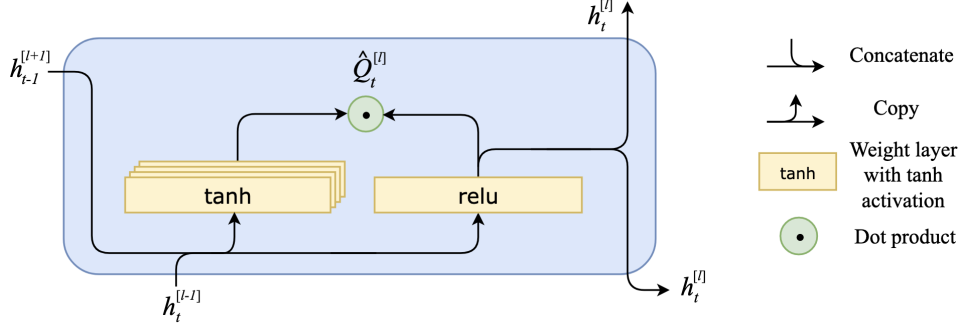 h_t^{[l]}
h_{t-1}^{[l+1]}
Q̂_t^{[l]}
tanh
relu
h_t^{[l-1]}
h_t^{[l]}
Concatenate
Copy
tanh
Weight layer
with tanh
activation
Dot product